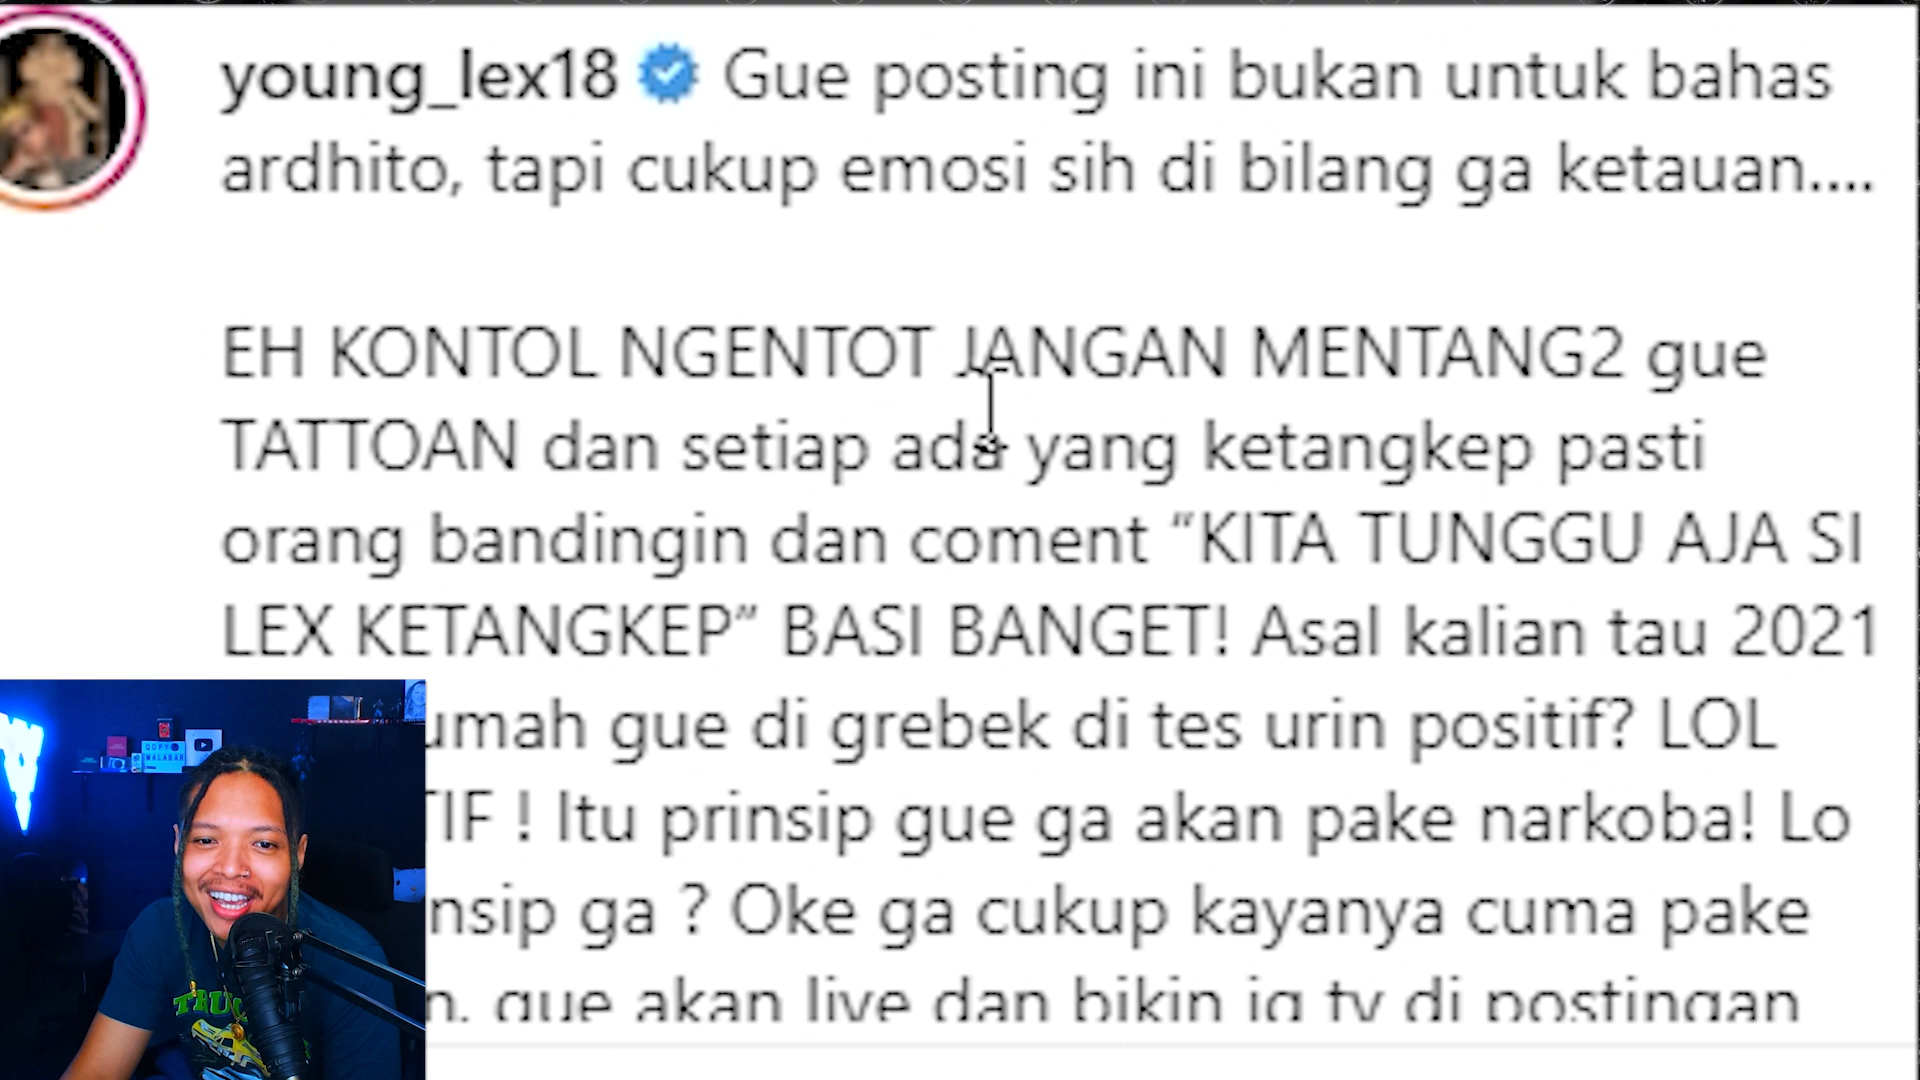 young_lex18 Gue posting ini bukan untuk bahas
ardhito, tapi cukup emosi sih di bilang ga ketauan....
EH KONTOL NGENTOT JANGAN MENTANG2 gue
TATTOAN dan setiap ada yang ketangkep pasti
orang bandingin dan coment “KITA TUNGGU AJA SI
LEX KETANGKEP” BASI BANGET! Asal kalian tau 2021
umah gue di grebek di tes urin positif? LOL
TIF ! Itu prinsip gue ga akan pake narkoba! Lo
nsip ga ? Oke ga cukup kayanya cuma pake
n. gue akan live dan bikin ig tv di postingan
QOPY
MALABAR
TRU